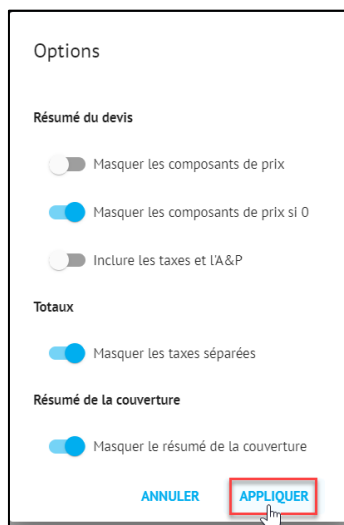 Options
Résumé du devis
Masquer les composants de prix
Masquer les composants de prix si 0
Inclure les taxes et l'A&P
Totaux
Masquer les taxes séparées
Résumé de la couverture
Masquer le résumé de la couverture
ANNULER APPLIQUER